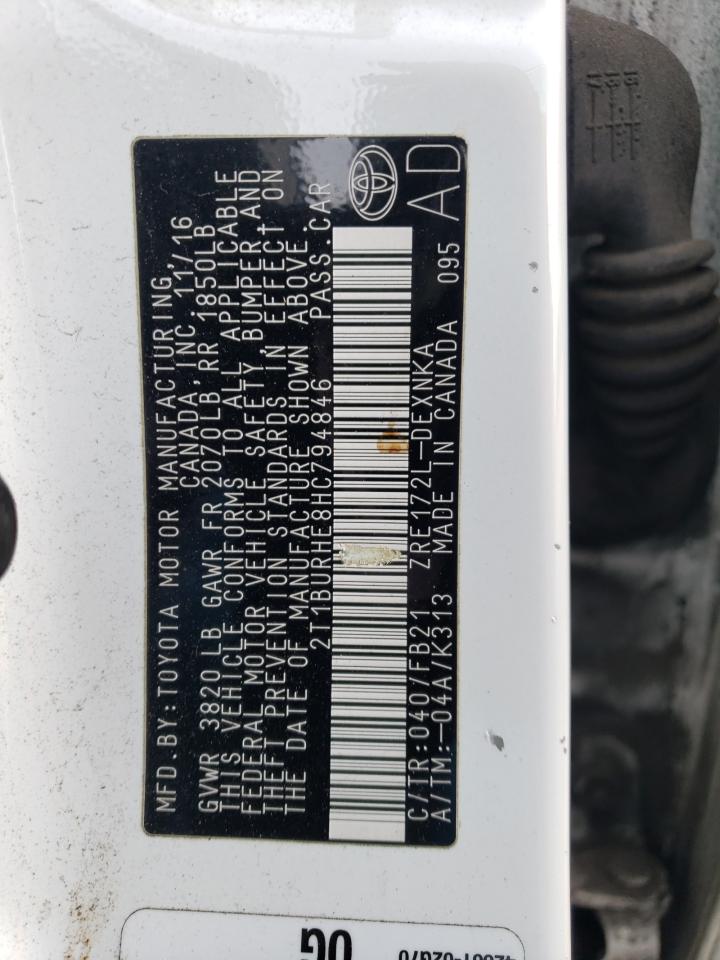 MFD.BY:TOYOTA MOTOR MANUFACTURING,
CANADA, INC. 11/16
GVWR 3820 LB GAWR FR 2070LB RR 1850LB
THIS VEHICLE CONFORMS TO ALL APPLICABLE
FEDERAL MOTOR VEHICLE SAFETY, BUMPER AND
THEFT PREVENTION STANDARDS IN EFFECT ON
THE DATE OF MANUFACTURE SHOWN ABOVE.
2T1BURHE8HC794846 PASS.CAR
C/TR:040/FB21 ZRE172L-DEXNKA 095
A/TM:-04A/K313 MADE IN CANADA AD